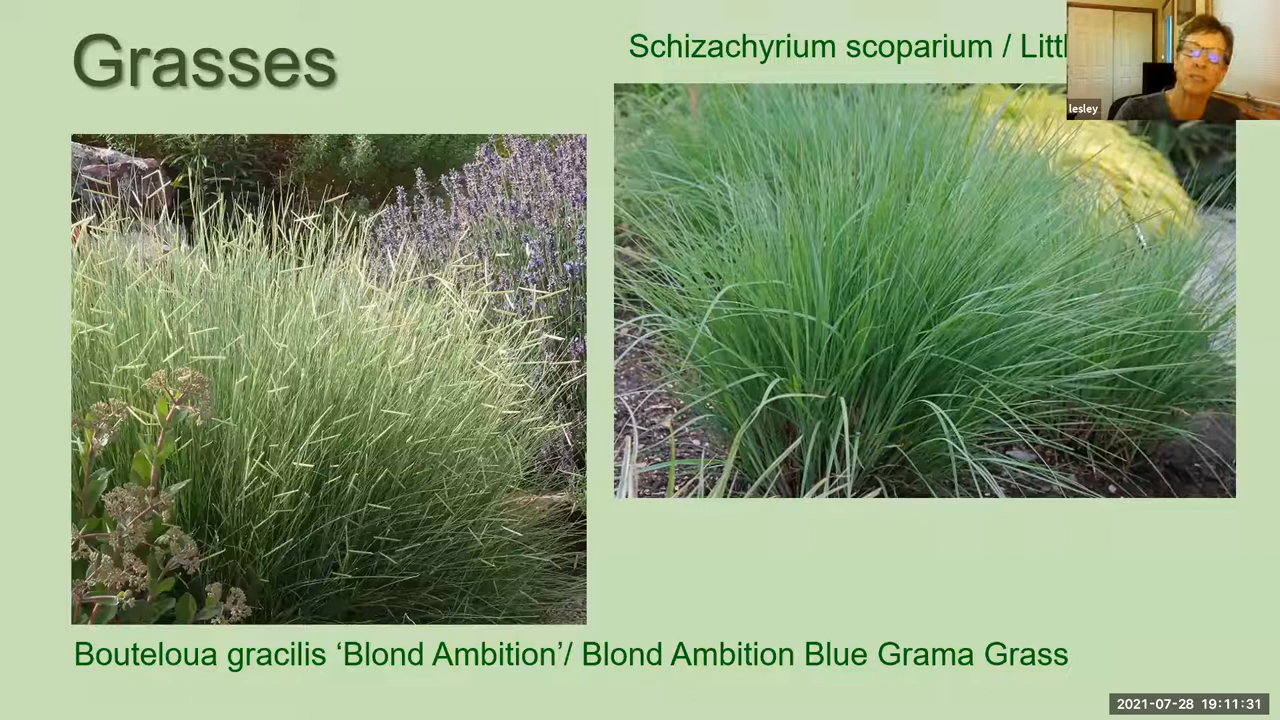 Grasses
Schizachyrium scoparium / Littl
lesley
Bouteloua gracilis ‘Blond Ambition’/ Blond Ambition Blue Grama Grass
2021-07-28 19:11:31